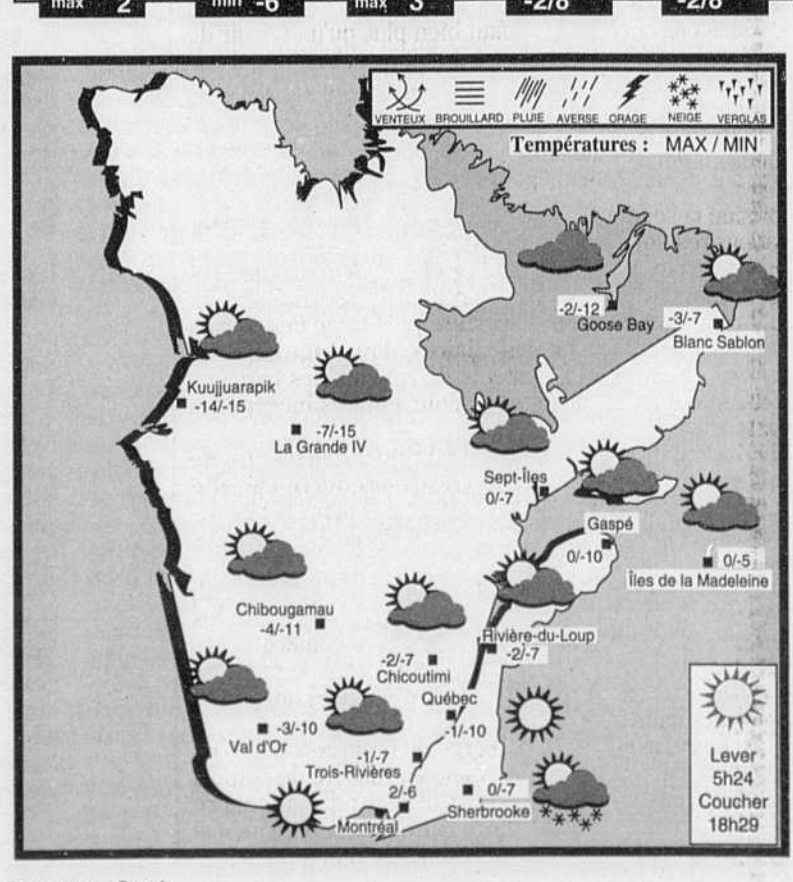 max 2
min -6
max 3
-2/8
-2/8
VENTEUX BROUILLARD PLUIE AVERSE ORAGE NEIGE VERGLAS
Températures : MAX / MIN
-2/-12
Goose Bay
-3/-7
Blanc Sablon
Kuujjuarapik
-14/-15
-7/-15
La Grande IV
Sept-Îles
0/-7
Gaspé
0/-10
0/-5
Îles de la Madeleine
Chibougamau
-4/-11
Rivière-du-Loup
-2/-7
-2/-7
Chicoutimi
Québec
-1/-10
-3/-10
Val d'Or
-1/-7
Trois-Rivières
2/-6
Montréal
0/-7
Sherbrooke
Lever
5h24
Coucher
18h29